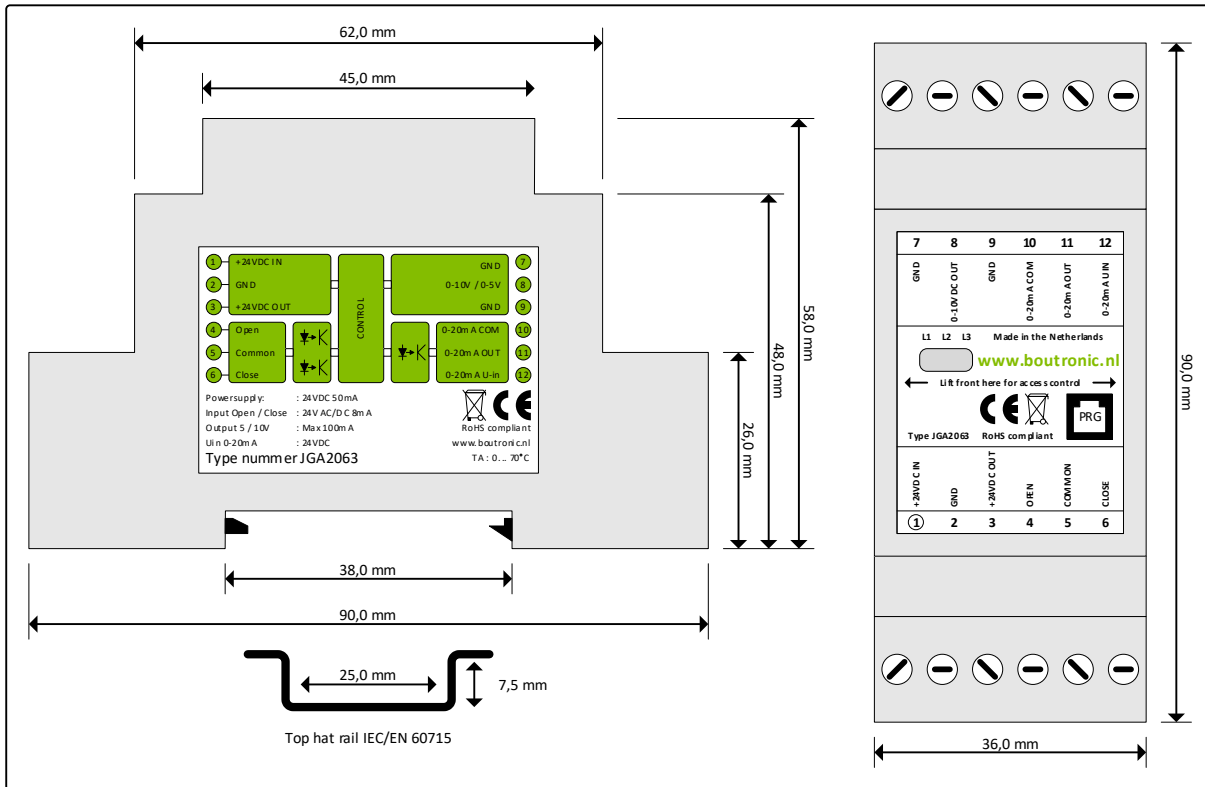 62,0 mm
45,0 mm
58,0 mm
48,0 mm
26,0 mm
1 +24VDC IN
2 GND
3 +24VDC OUT
4 Open
5 Common
6 Close
CONTROL
GND 7
0-10V / 0-5V 8
GND 9
0-20mA COM 10
0-20mA OUT 11
0-20mA U-in 12
Powersupply: : 24VDC 50mA
Input Open / Close : 24V AC/DC 8mA
Output 5 / 10V : Max 100mA
Uin 0-20mA : 24VDC
Type nummer JGA2063
CE
RoHS compliant
www.boutronic.nl
TA : 0... 70°C
38,0 mm
90,0 mm
25,0 mm
7,5 mm
Top hat rail IEC/EN 60715
7 8 9 10 11 12
GND
0-10VDC OUT
GND
0-20mA COM
0-20mA OUT
0-20mA U IN
L1 L2 L3 Made in the Netherlands
www.boutronic.nl
Lift front here for access control
CE
PRG
Type JGA2063 RoHS compliant
+24VDC IN
GND
+24VDC OUT
OPEN
COMMON
CLOSE
1 2 3 4 5 6
90,0 mm
36,0 mm